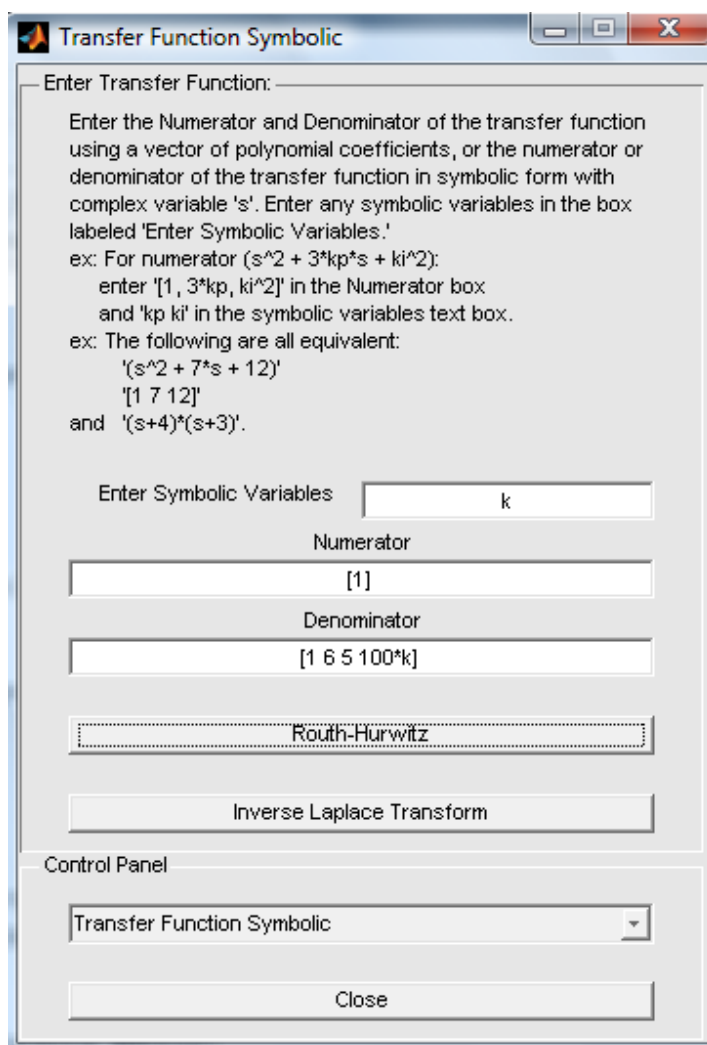 Transfer Function Symbolic
Enter Transfer Function:
Enter the Numerator and Denominator of the transfer function
using a vector of polynomial coefficients, or the numerator or
denominator of the transfer function in symbolic form with
complex variable 's'. Enter any symbolic variables in the box
labeled 'Enter Symbolic Variables.'
ex: For numerator (s^2 + 3*kp*s + ki^2):
enter '[1, 3*kp, ki^2]' in the Numerator box
and 'kp ki' in the symbolic variables text box.
ex: The following are all equivalent:
'(s^2 + 7*s + 12)'
'[1 7 12]'
and '(s+4)*(s+3)'.
Enter Symbolic Variables k
Numerator
[1]
Denominator
[1 6 5 100*k]
Routh-Hurwitz
Inverse Laplace Transform
Control Panel
Transfer Function Symbolic
Close